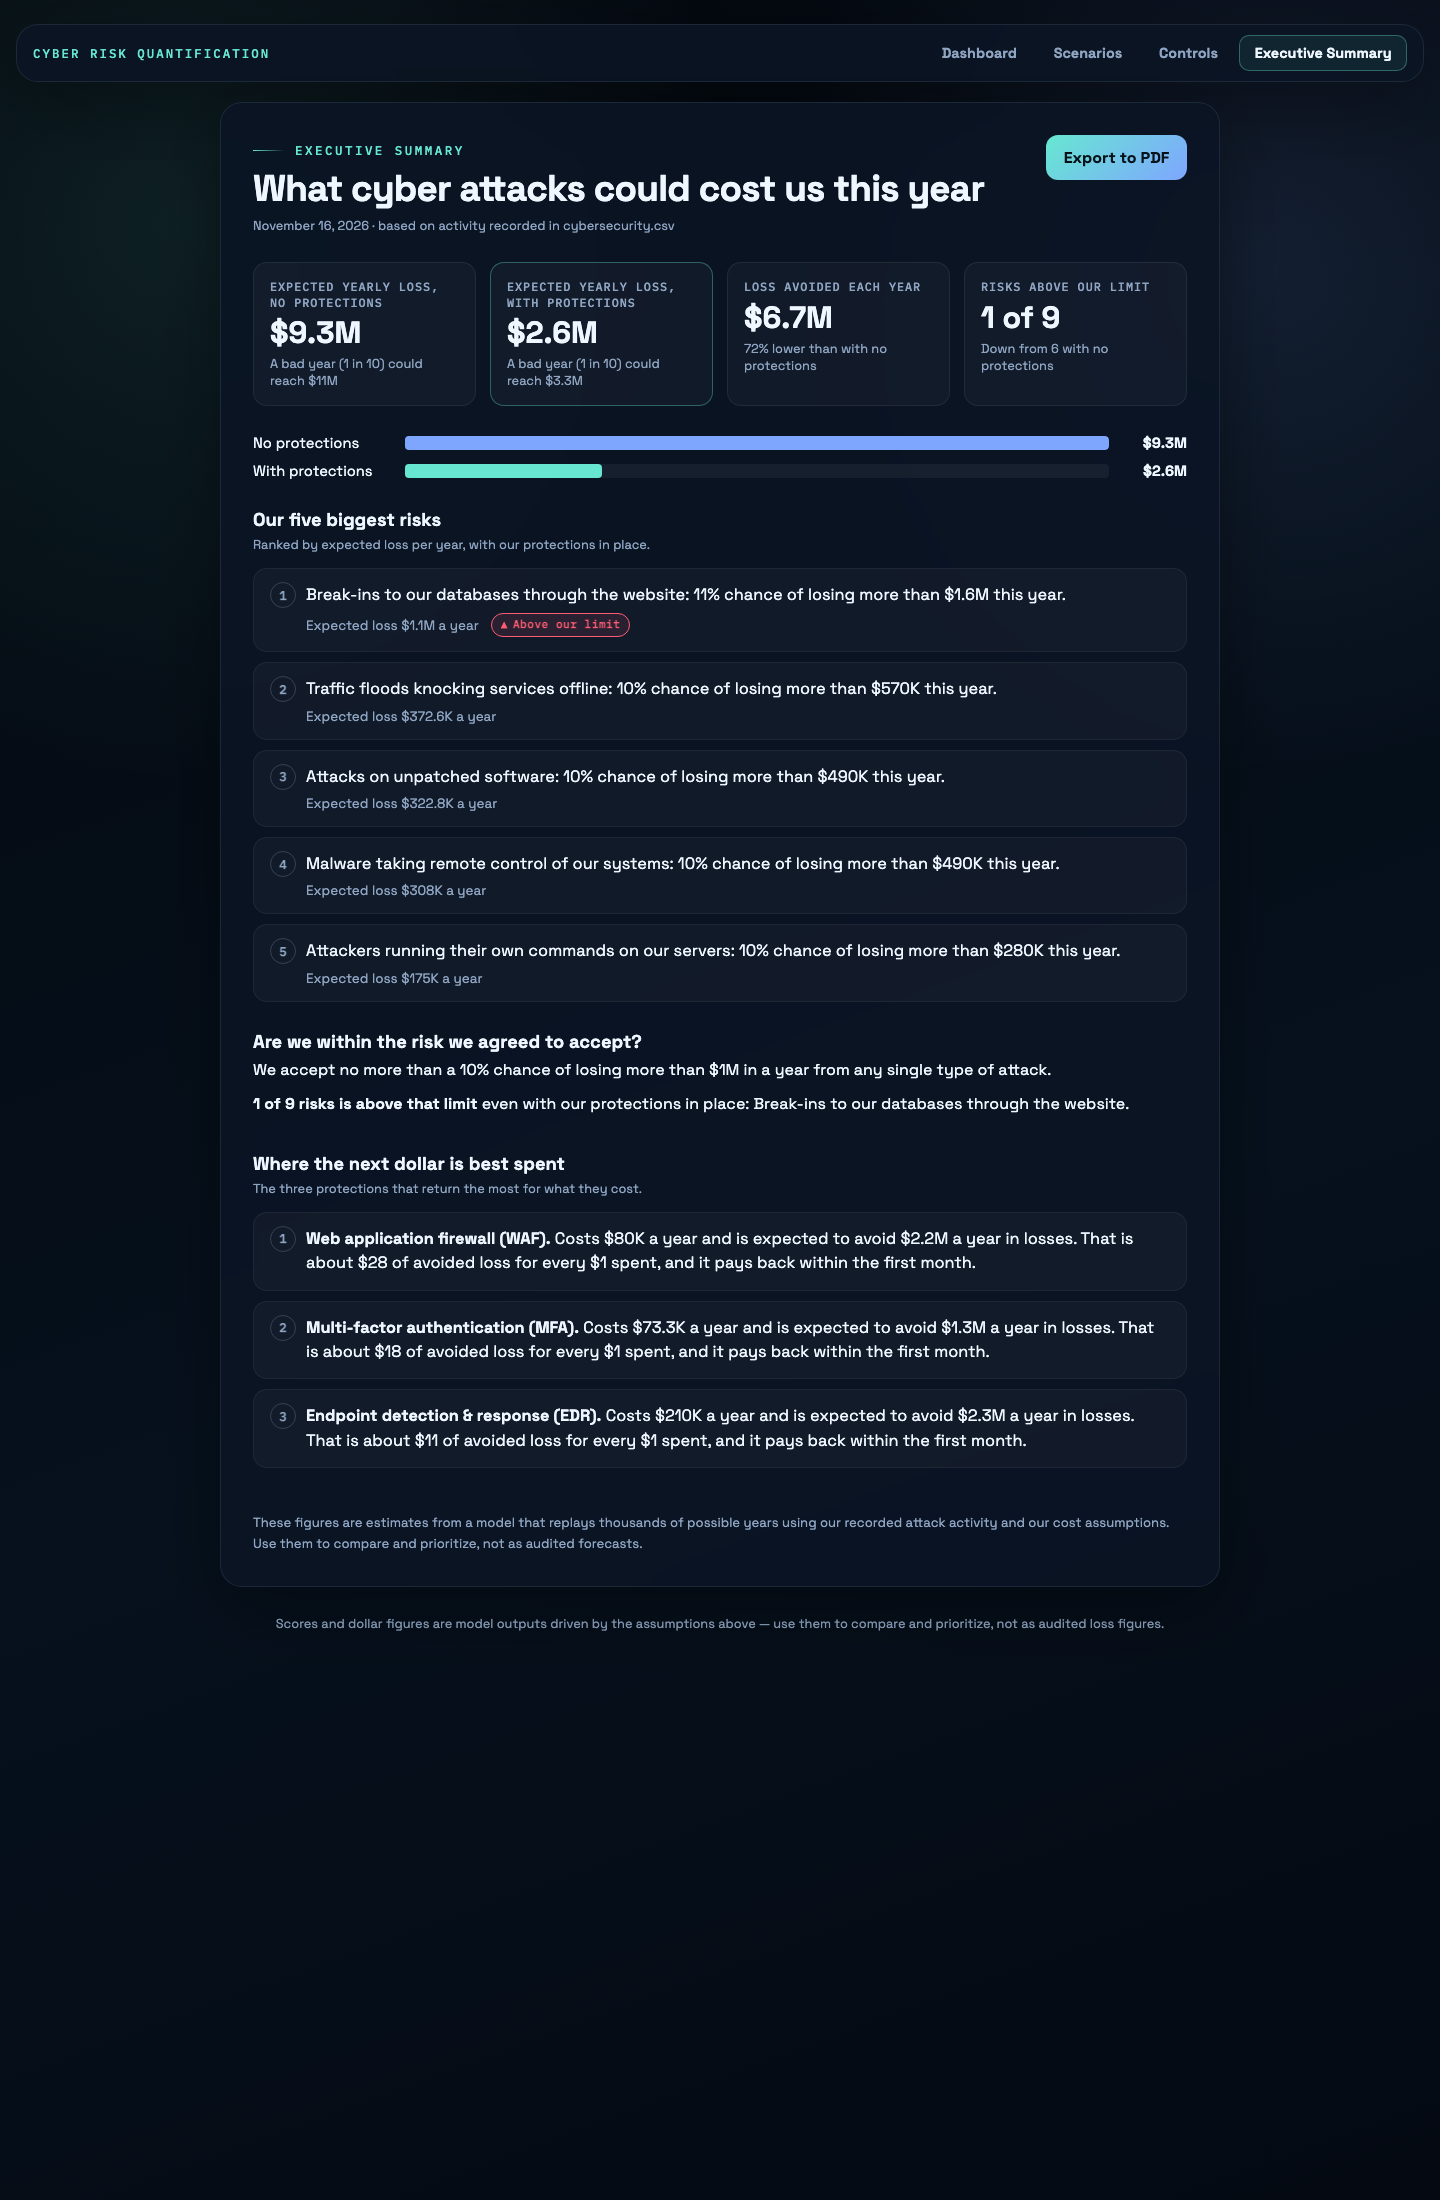 CYBER RISK QUANTIFICATION
Dashboard
Scenarios
Controls
Executive Summary
EXECUTIVE SUMMARY
Export to PDF
What cyber attacks could cost us this year
November 16, 2026 · based on activity recorded in cybersecurity.csv
EXPECTED YEARLY LOSS,
NO PROTECTIONS
$9.3M
A bad year (1 in 10) could
reach $11M
EXPECTED YEARLY LOSS,
WITH PROTECTIONS
$2.6M
A bad year (1 in 10) could
reach $3.3M
LOSS AVOIDED EACH YEAR
$6.7M
72% lower than with no
protections
RISKS ABOVE OUR LIMIT
1 of 9
Down from 6 with no
protections
No protections
$9.3M
With protections
$2.6M
Our five biggest risks
Ranked by expected loss per year, with our protections in place.
1
Break-ins to our databases through the website: 11% chance of losing more than $1.6M this year.
Expected loss $1.1M a year
▲ Above our limit
2
Traffic floods knocking services offline: 10% chance of losing more than $570K this year.
Expected loss $372.6K a year
3
Attacks on unpatched software: 10% chance of losing more than $490K this year.
Expected loss $322.8K a year
4
Malware taking remote control of our systems: 10% chance of losing more than $490K this year.
Expected loss $308K a year
5
Attackers running their own commands on our servers: 10% chance of losing more than $280K this year.
Expected loss $175K a year
Are we within the risk we agreed to accept?
We accept no more than a 10% chance of losing more than $1M in a year from any single type of attack.
1 of 9 risks is above that limit even with our protections in place: Break-ins to our databases through the website.
Where the next dollar is best spent
The three protections that return the most for what they cost.
1
Web application firewall (WAF). Costs $80K a year and is expected to avoid $2.2M a year in losses. That is
about $28 of avoided loss for every $1 spent, and it pays back within the first month.
2
Multi-factor authentication (MFA). Costs $73.3K a year and is expected to avoid $1.3M a year in losses. That
is about $18 of avoided loss for every $1 spent, and it pays back within the first month.
3
Endpoint detection & response (EDR). Costs $210K a year and is expected to avoid $2.3M a year in losses.
That is about $11 of avoided loss for every $1 spent, and it pays back within the first month.
These figures are estimates from a model that replays thousands of possible years using our recorded attack activity and our cost assumptions.
Use them to compare and prioritize, not as audited forecasts.
Scores and dollar figures are model outputs driven by the assumptions above — use them to compare and prioritize, not as audited loss figures.